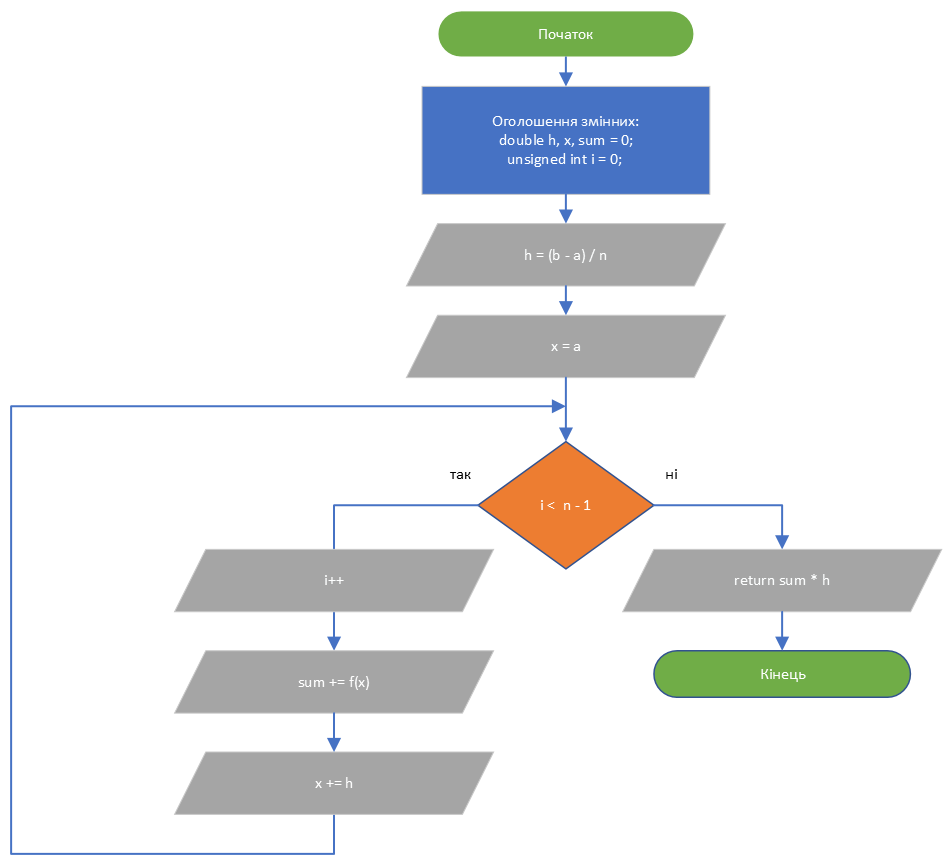 Початок
Оголошення змінних:
double h, x, sum = 0;
unsigned int i = 0;
h = (b - a) / n
x = a
так
ні
i <  n - 1
i++
return sum * h
sum += f(x)
Кінець
x += h